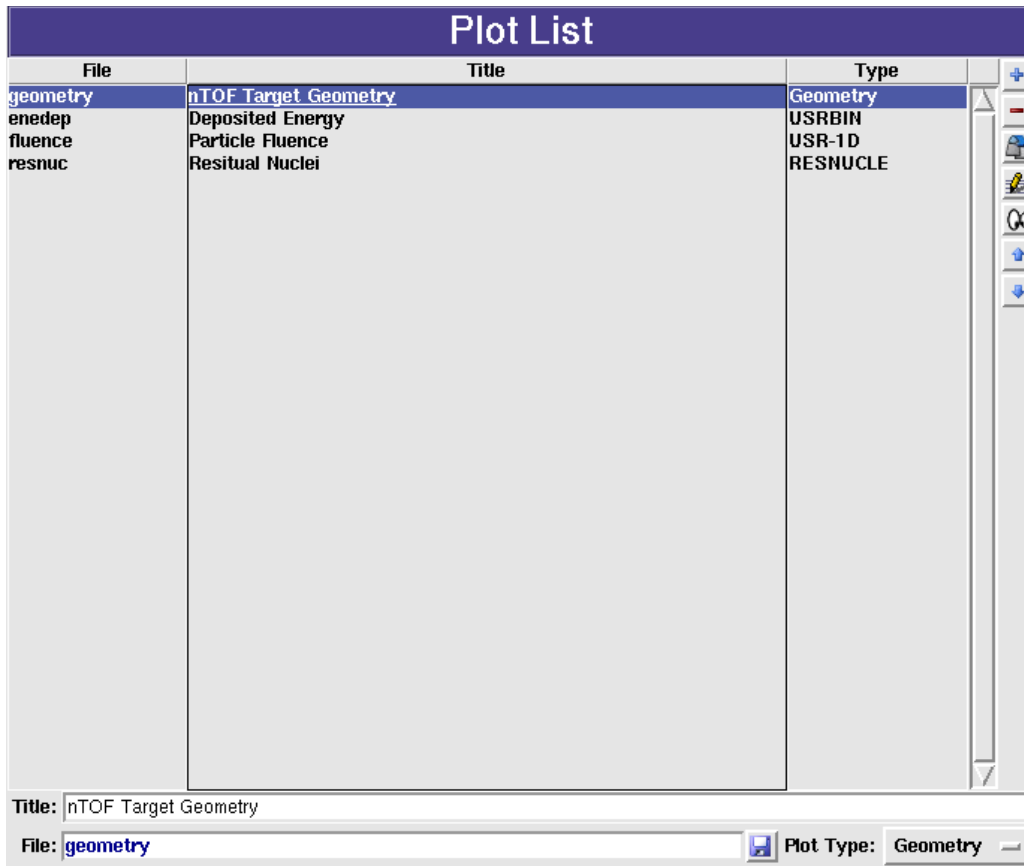 Plot List
File Title Type
geometry nTOF Target Geometry Geometry
enedep Deposited Energy USRBIN
fluence Particle Fluence USR-1D
resnuc Resitual Nuclei RESNUCLE
Title: nTOF Target Geometry
File: geometry Plot Type: Geometry